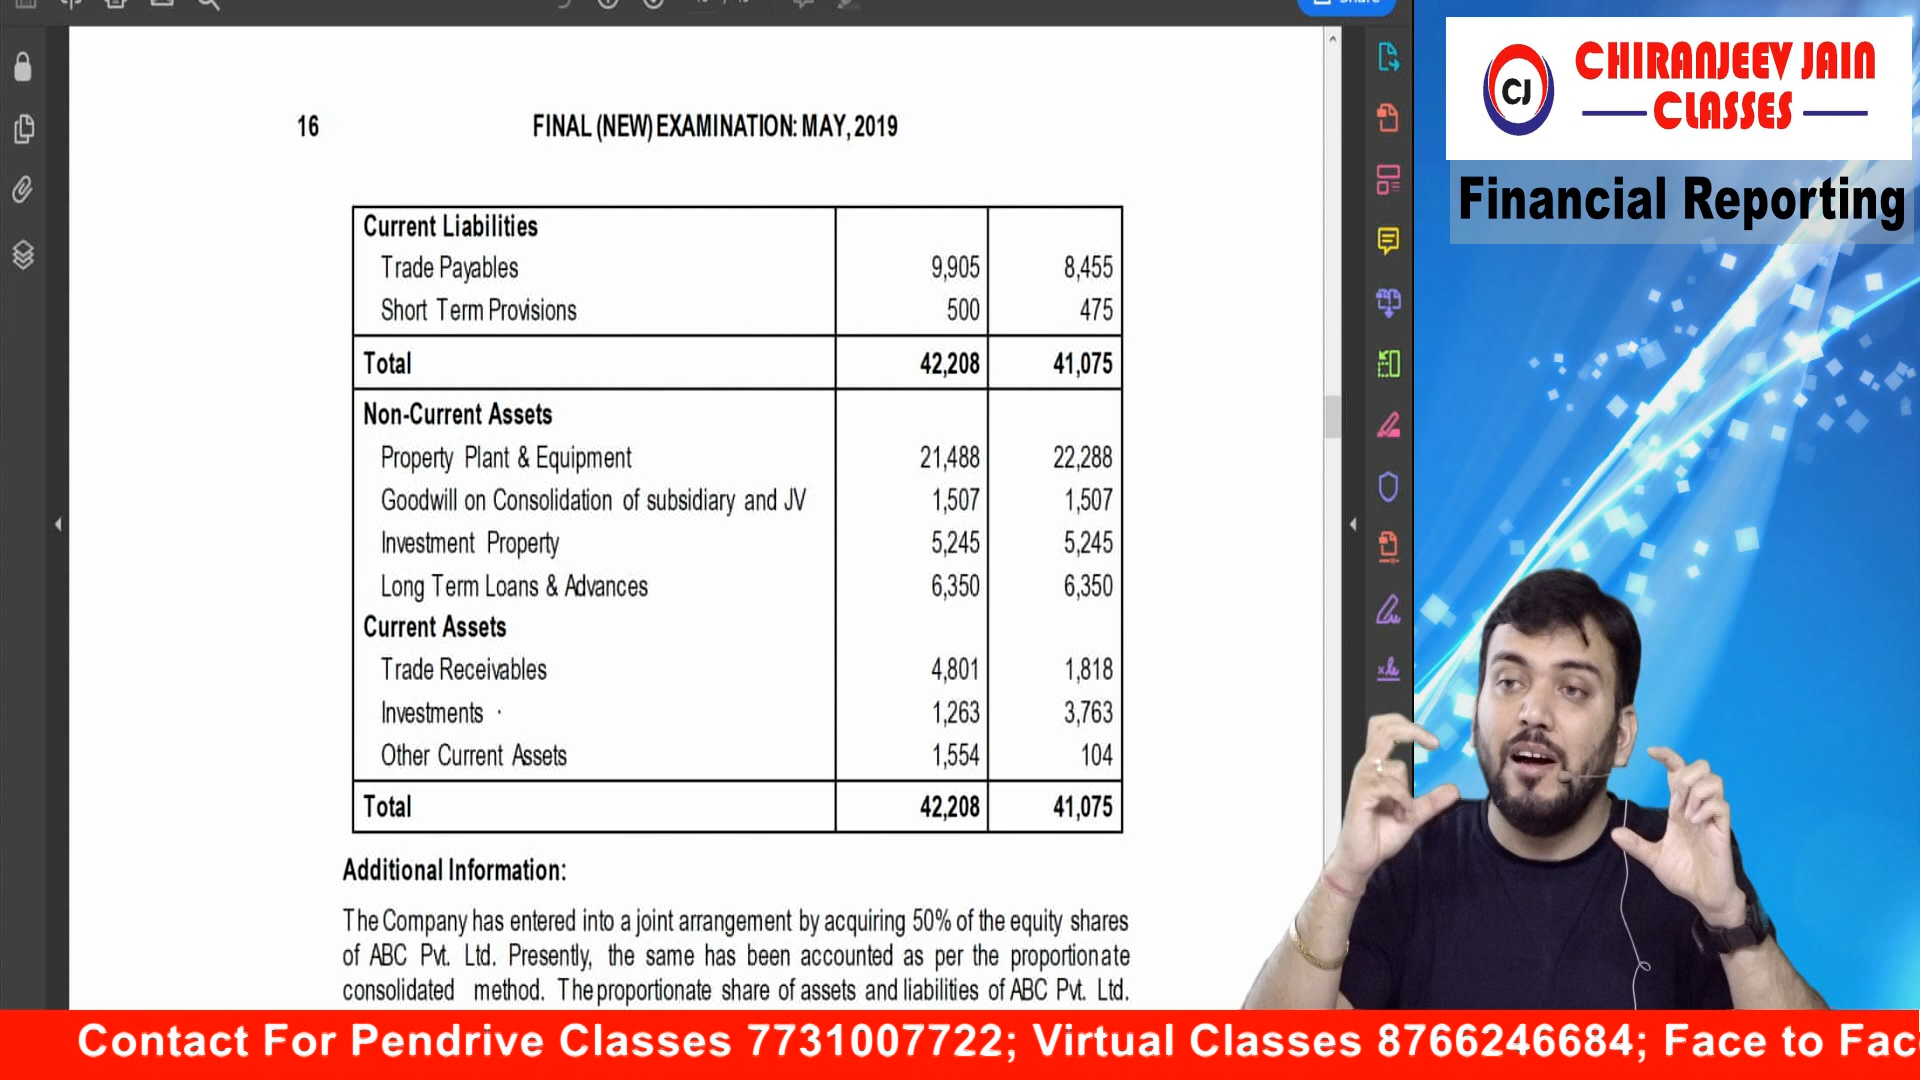 CHIRANJEEV JAIN
CJ
CLASSES
Financial Reporting
16 FINAL (NEW) EXAMINATION: MAY, 2019
Current Liabilities
Trade Payables 9,905 8,455
Short Term Provisions 500 475
Total 42,208 41,075
Non-Current Assets
Property Plant & Equipment 21,488 22,288
Goodwill on Consolidation of subsidiary and JV 1,507 1,507
Investment Property 5,245 5,245
Long Term Loans & Advances 6,350 6,350
Current Assets
Trade Receivables 4,801 1,818
Investments 1,263 3,763
Other Current Assets 1,554 104
Total 42,208 41,075
Additional Information:
The Company has entered into a joint arrangement by acquiring 50% of the equity shares
of ABC Pvt. Ltd. Presently, the same has been accounted as per the proportionate
consolidated method. The proportionate share of assets and liabilities of ABC Pvt. Ltd.
Contact For Pendrive Classes 7731007722; Virtual Classes 8766246684; Face to Fac